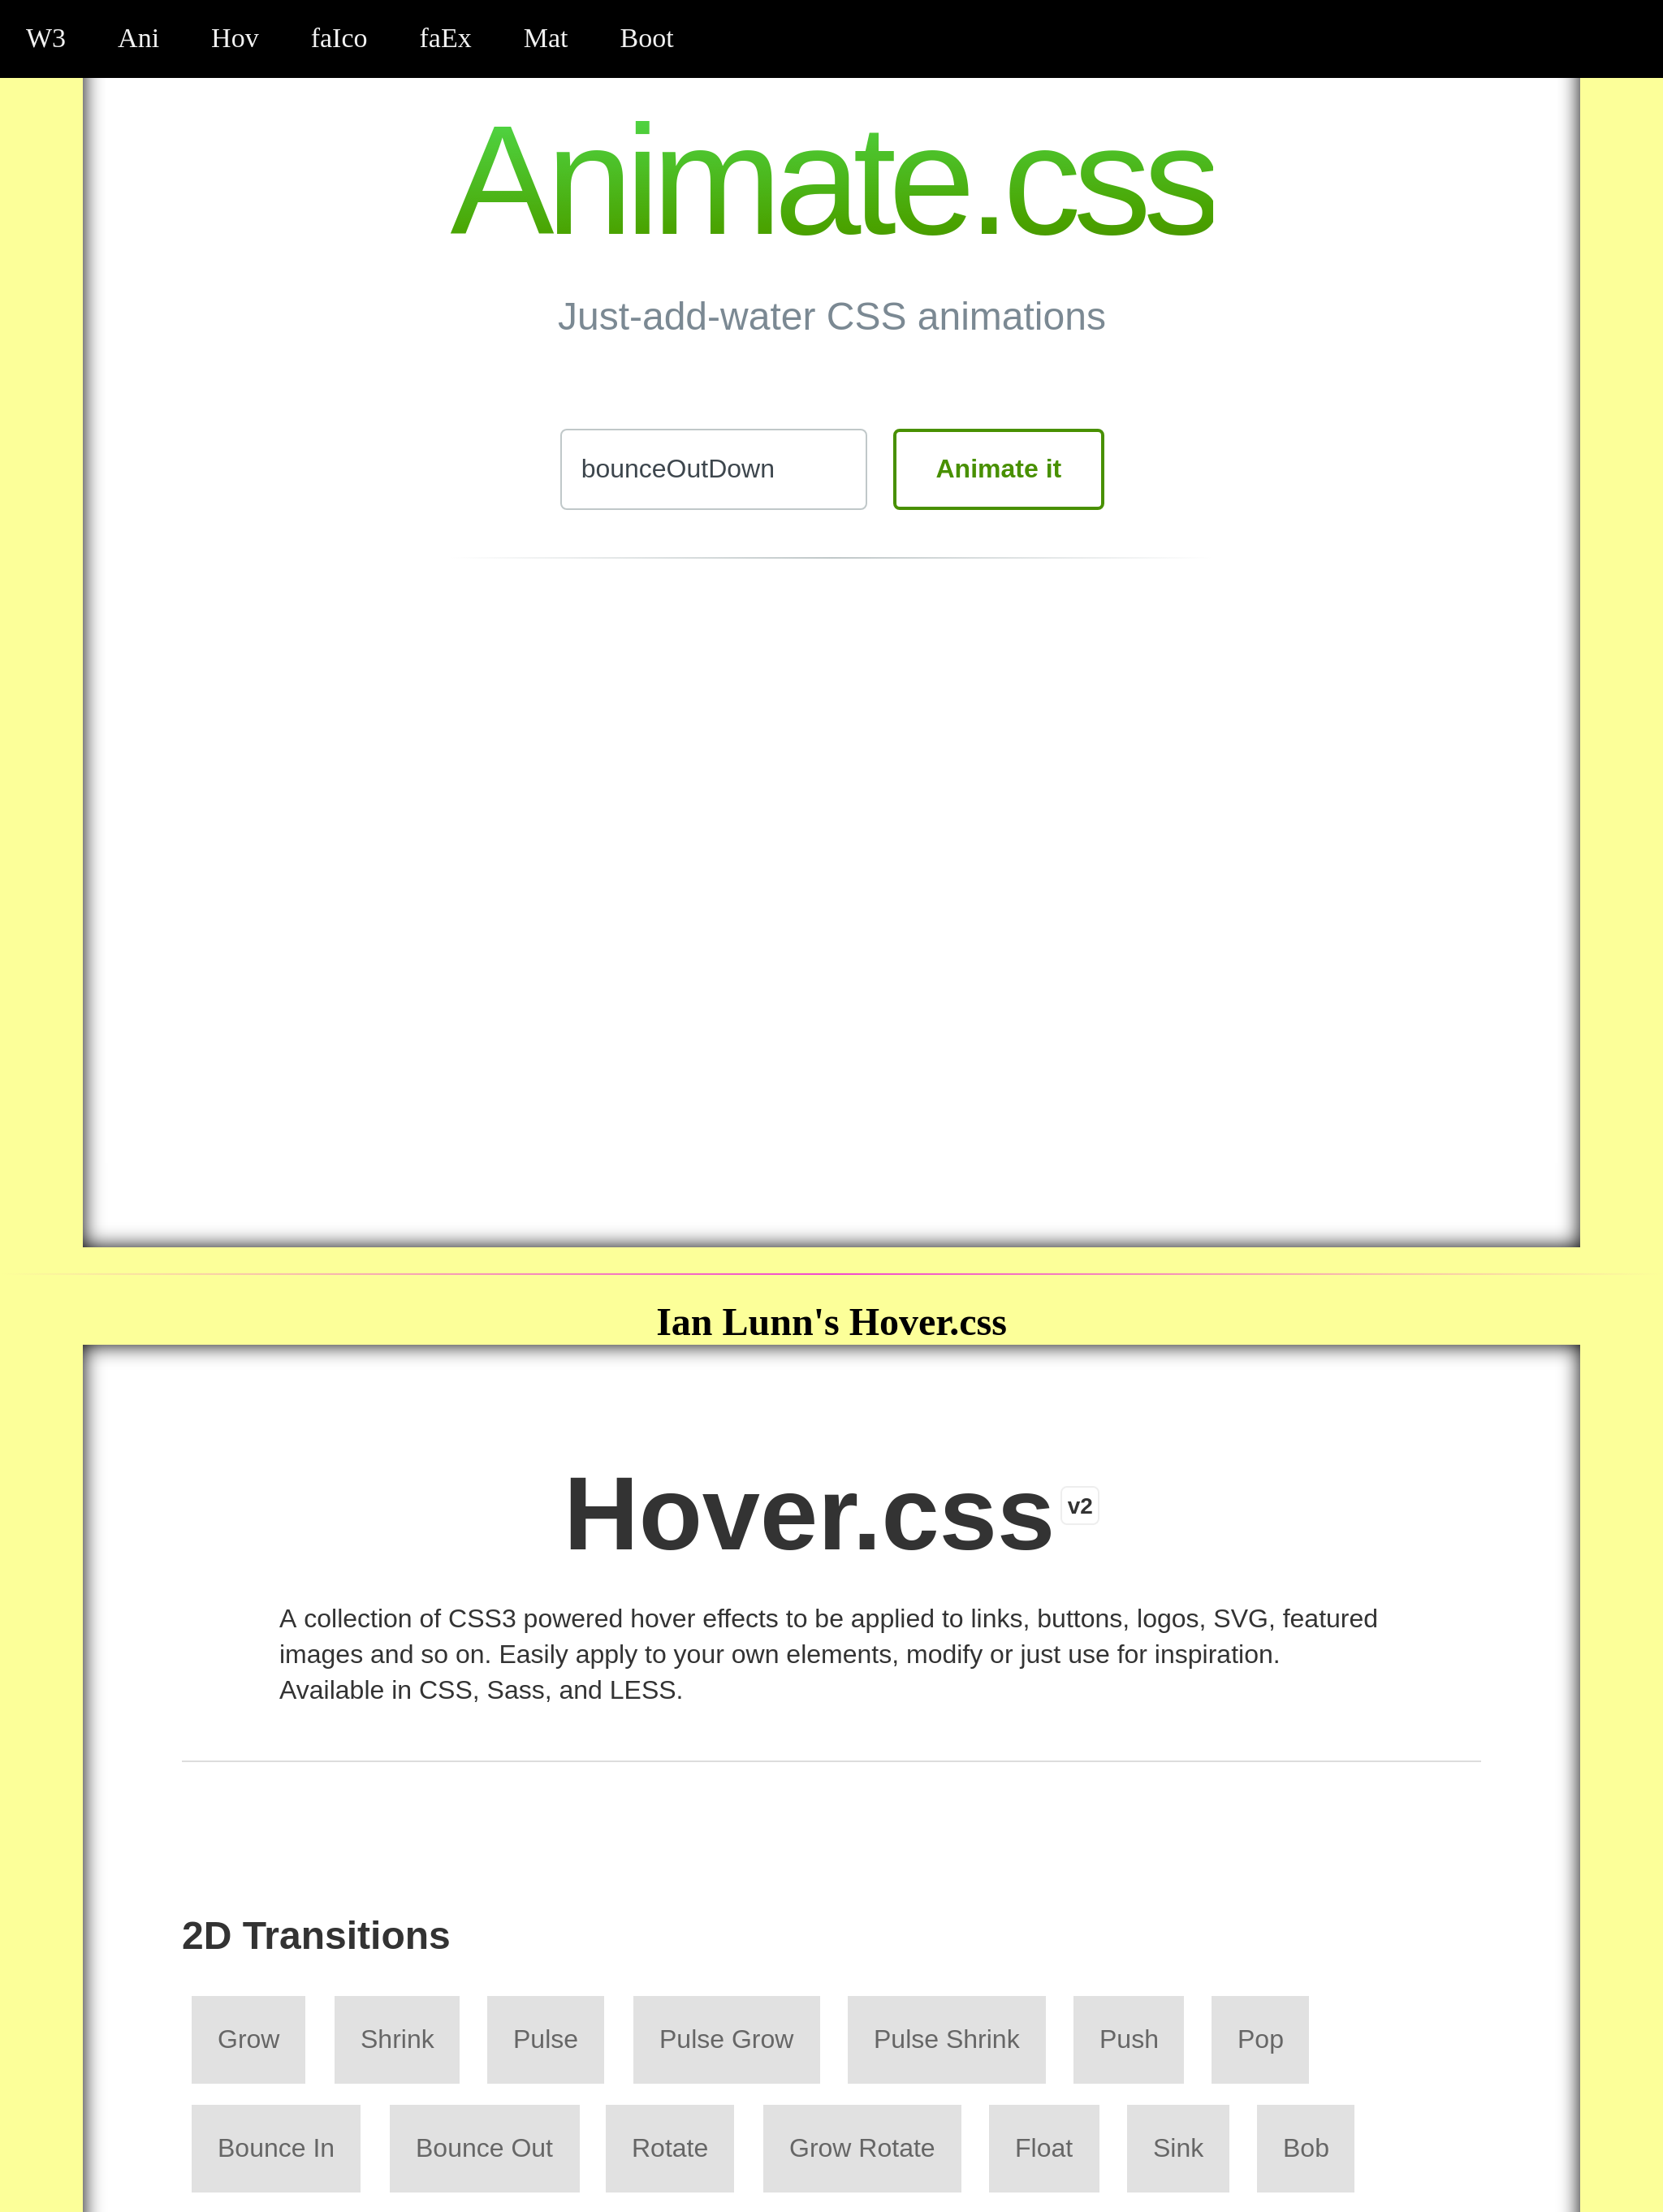 W3 Ani Hov faIco faEx Mat Boot
Animate.css
Just-add-water CSS animations
bounceOutDown Animate it
Ian Lunn's Hover.css
Hover.css v2
A collection of CSS3 powered hover effects to be applied to links, buttons, logos, SVG, featured
images and so on. Easily apply to your own elements, modify or just use for inspiration.
Available in CSS, Sass, and LESS.
2D Transitions
Grow Shrink Pulse Pulse Grow Pulse Shrink Push Pop
Bounce In Bounce Out Rotate Grow Rotate Float Sink Bob